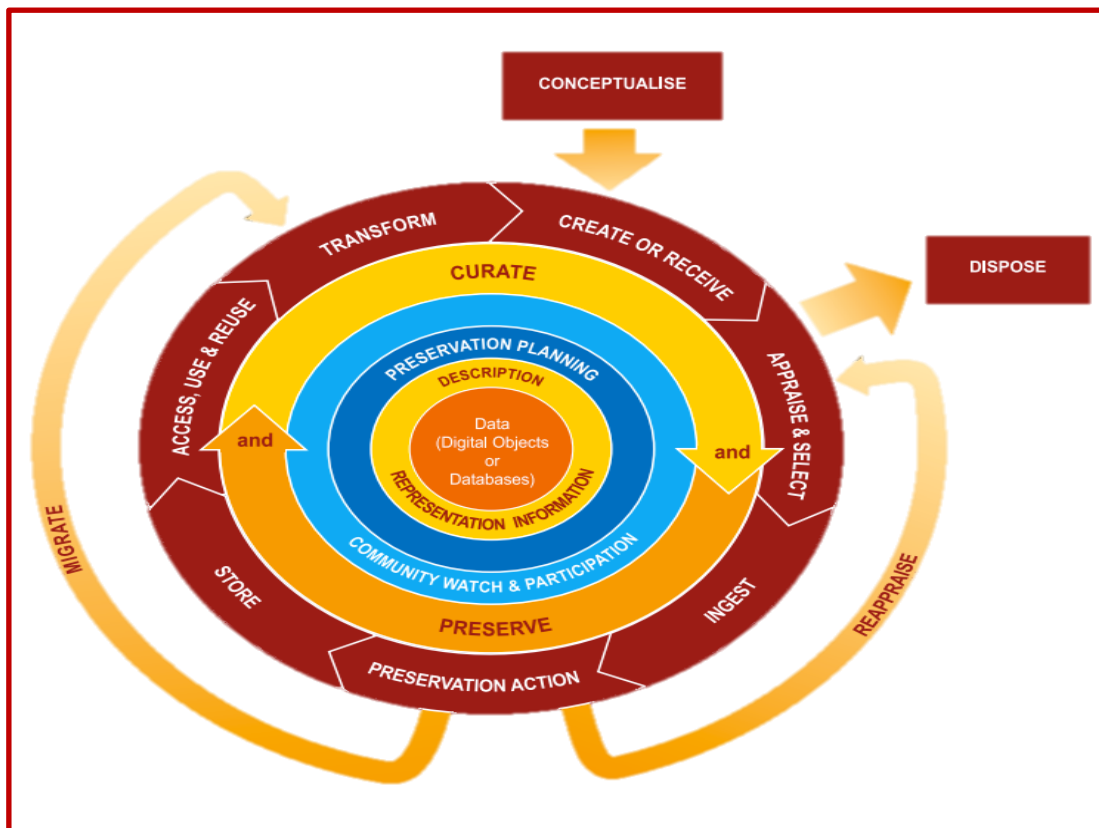 CONCEPTUALISE
TRANSFORM
CREATE OR RECEIVE
DISPOSE
CURATE
ACCESS, USE & REUSE
APPRAISE & SELECT
PRESERVATION PLANNING
DESCRIPTION
Data
(Digital Objects
or
Databases)
and
and
REPRESENTATION INFORMATION
COMMUNITY WATCH & PARTICIPATION
MIGRATE
STORE
INGEST
REAPPRAISE
PRESERVE
PRESERVATION ACTION